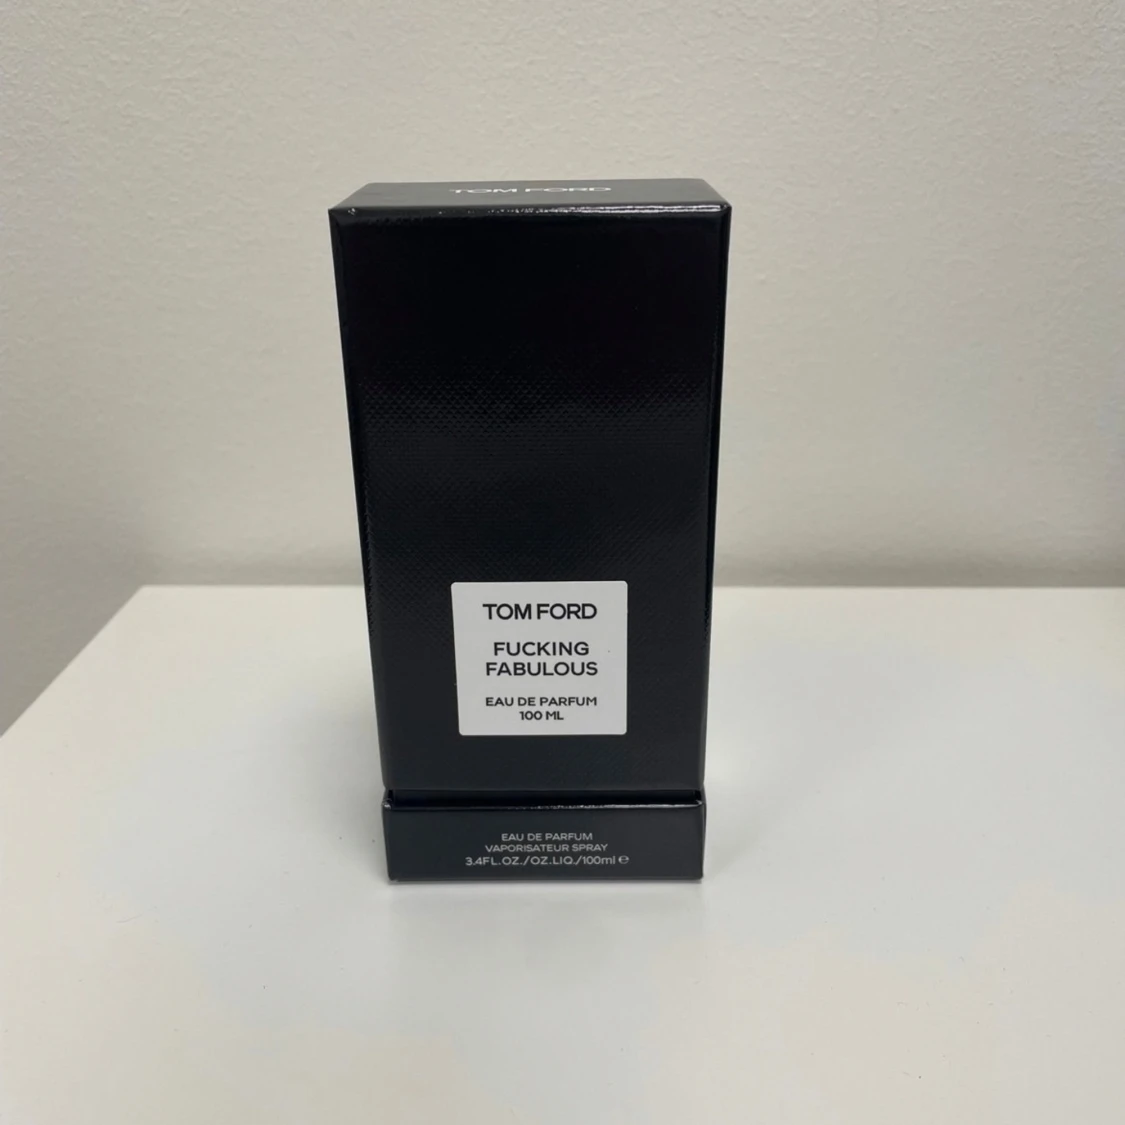 TOM FORD
TOM FORD
FUCKING
FABULOUS
EAU DE PARFUM
100 ML
EAU DE PARFUM
VAPORISATEUR SPRAY
3.4FL.OZ./OZ.LIQ./100ml ℮